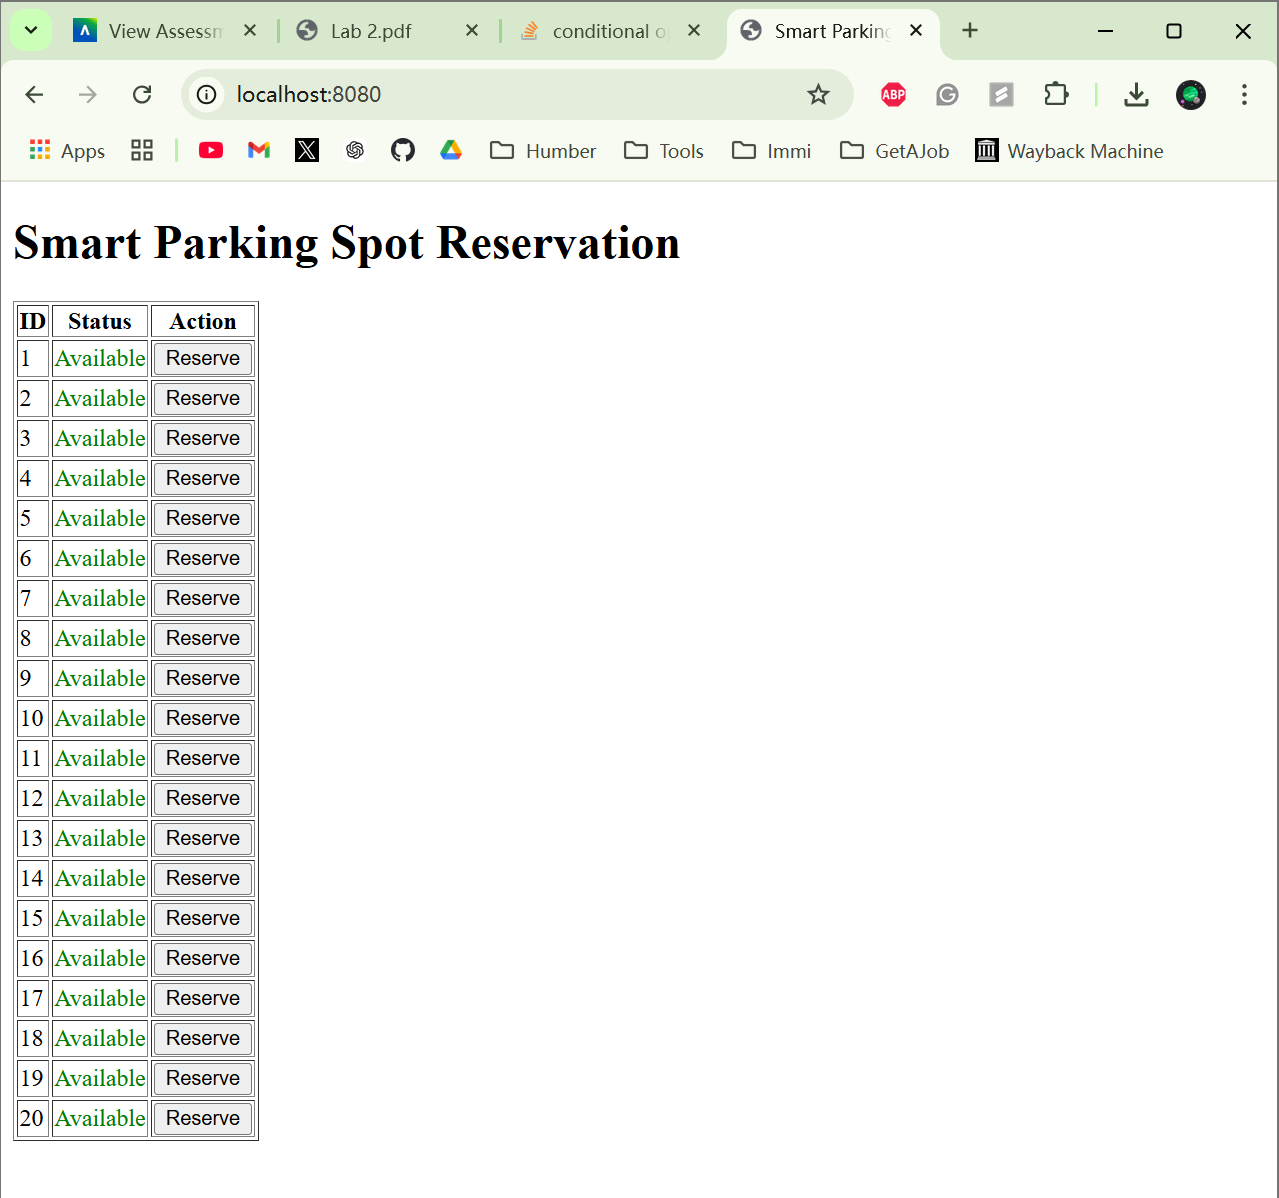 View Assessm Lab 2.pdf conditional o Smart Parking
localhost:8080 ABP
Apps Humber Tools Immi GetAJob Wayback Machine
Smart Parking Spot Reservation
ID Status Action
1 Available Reserve
2 Available Reserve
3 Available Reserve
4 Available Reserve
5 Available Reserve
6 Available Reserve
7 Available Reserve
8 Available Reserve
9 Available Reserve
10 Available Reserve
11 Available Reserve
12 Available Reserve
13 Available Reserve
14 Available Reserve
15 Available Reserve
16 Available Reserve
17 Available Reserve
18 Available Reserve
19 Available Reserve
20 Available Reserve